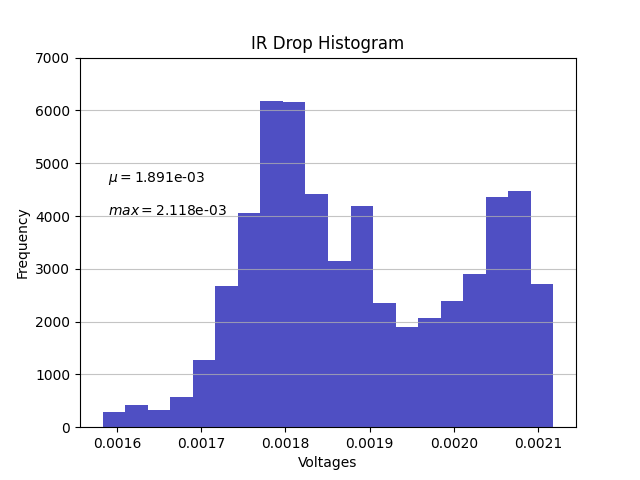 IR Drop Histogram
7000
6000
5000
4000
3000
2000
1000
0
Frequency
μ = 1.891e-03
max = 2.118e-03
0.0016 0.0017 0.0018 0.0019 0.0020 0.0021
Voltages